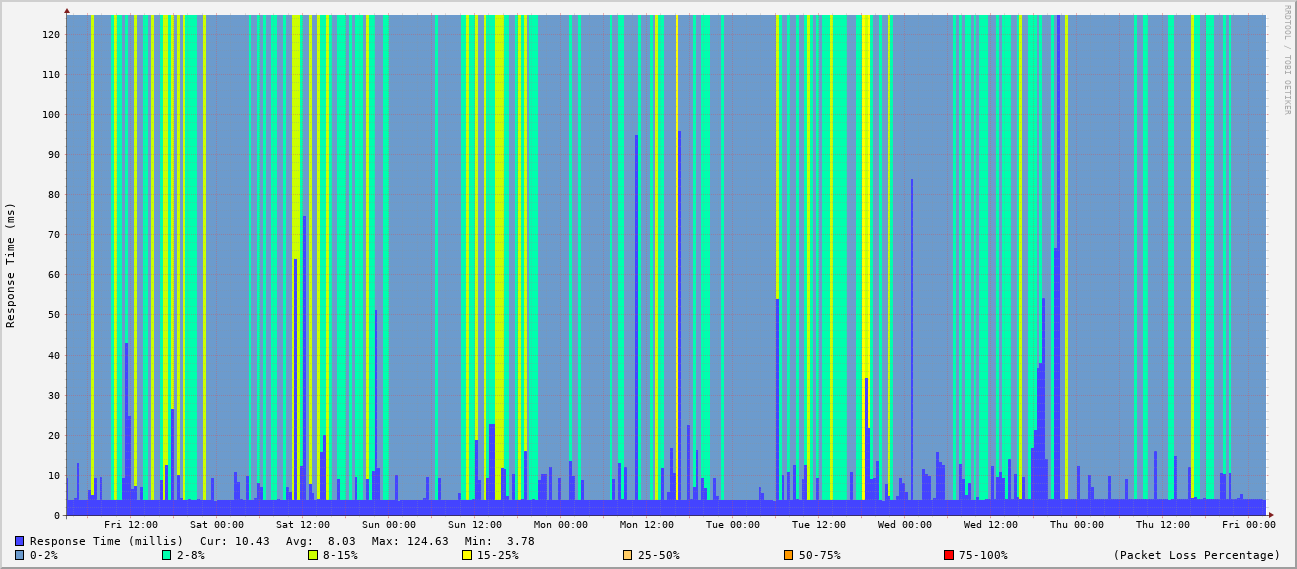 RRDTOOL / TOBI OETIKER
Response Time (ms)
120
110
100
90
80
70
60
50
40
30
20
10
0
Fri 12:00 Sat 00:00 Sat 12:00 Sun 00:00 Sun 12:00 Mon 00:00 Mon 12:00 Tue 00:00 Tue 12:00 Wed 00:00 Wed 12:00 Thu 00:00 Thu 12:00 Fri 00:00
Response Time (millis) Cur: 10.43 Avg: 8.03 Max: 124.63 Min: 3.78
0-2% 2-8% 8-15% 15-25% 25-50% 50-75% 75-100% (Packet Loss Percentage)